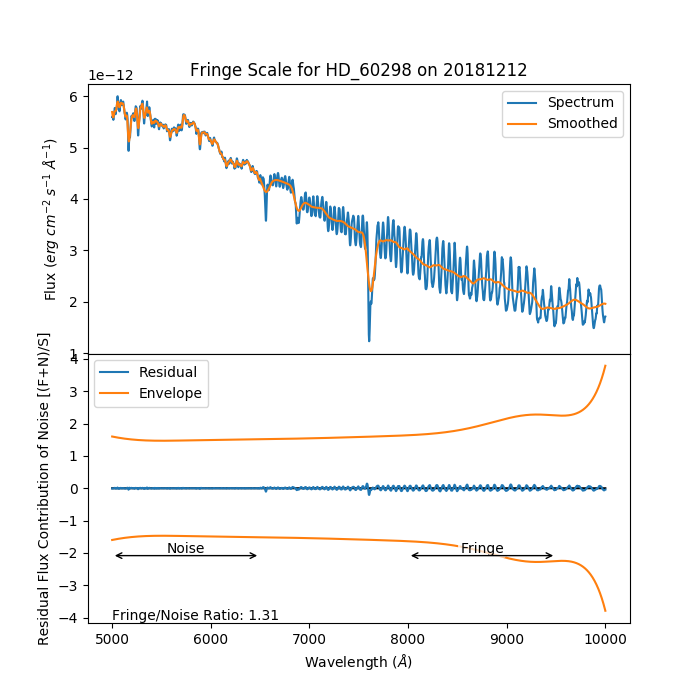 Fringe Scale for HD_60298 on 20181212
1e−12
Flux (erg cm⁻² s⁻¹ Å⁻¹)
6
5
4
3
2
1
Spectrum
Smoothed
Residual Flux Contribution of Noise [(F+N)/S]
4
3
2
1
0
−1
−2
−3
−4
Residual
Envelope
Noise
Fringe
Fringe/Noise Ratio: 1.31
5000 6000 7000 8000 9000 10000
Wavelength (Å)